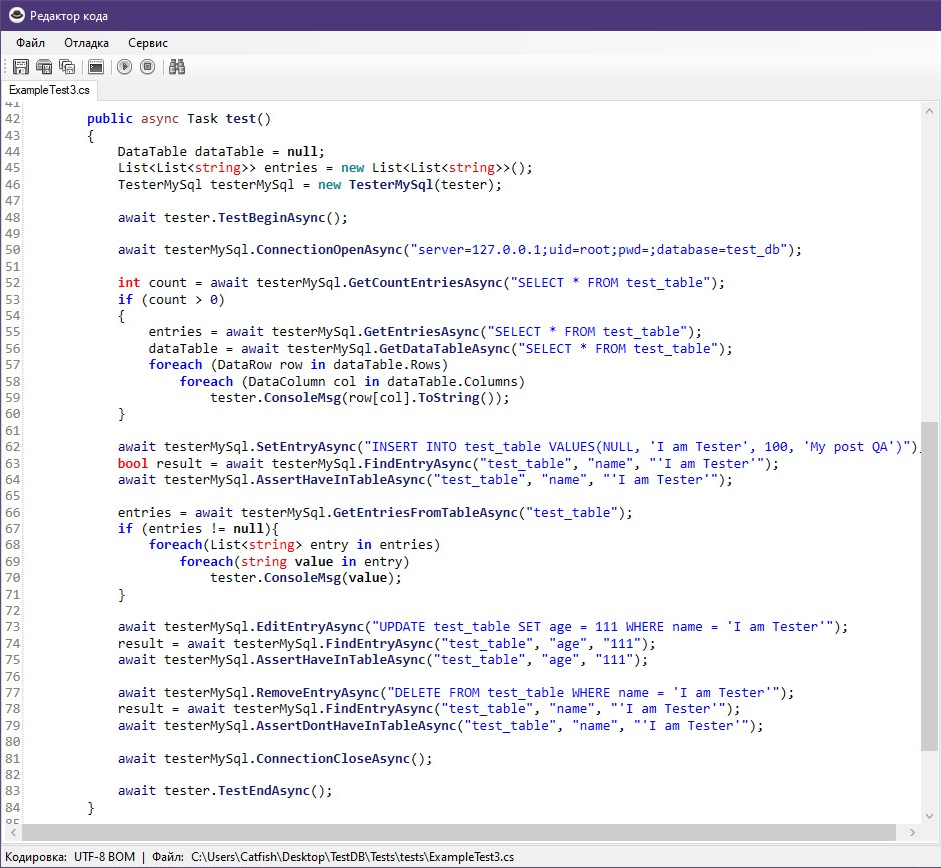 Редактор кода
Файл Отладка Сервис
ExampleTest3.cs
41
42 public async Task test()
43 {
44 DataTable dataTable = null;
45 List<List<string>> entries = new List<List<string>>();
46 TesterMySql testerMySql = new TesterMySql(tester);
47
48 await tester.TestBeginAsync();
49
50 await testerMySql.ConnectionOpenAsync("server=127.0.0.1;uid=root;pwd=;database=test_db");
51
52 int count = await testerMySql.GetCountEntriesAsync("SELECT * FROM test_table");
53 if (count > 0)
54 {
55 entries = await testerMySql.GetEntriesAsync("SELECT * FROM test_table");
56 dataTable = await testerMySql.GetDataTableAsync("SELECT * FROM test_table");
57 foreach (DataRow row in dataTable.Rows)
58 foreach (DataColumn col in dataTable.Columns)
59 tester.ConsoleMsg(row[col].ToString());
60 }
61
62 await testerMySql.SetEntryAsync("INSERT INTO test_table VALUES(NULL, 'I am Tester', 100, 'My post QA')")
63 bool result = await testerMySql.FindEntryAsync("test_table", "name", "'I am Tester'");
64 await testerMySql.AssertHaveInTableAsync("test_table", "name", "'I am Tester'");
65
66 entries = await testerMySql.GetEntriesFromTableAsync("test_table");
67 if (entries != null){
68 foreach(List<string> entry in entries)
69 foreach(string value in entry)
70 tester.ConsoleMsg(value);
71 }
72
73 await testerMySql.EditEntryAsync("UPDATE test_table SET age = 111 WHERE name = 'I am Tester'");
74 result = await testerMySql.FindEntryAsync("test_table", "age", "111");
75 await testerMySql.AssertHaveInTableAsync("test_table", "age", "111");
76
77 await testerMySql.RemoveEntryAsync("DELETE FROM test_table WHERE name = 'I am Tester'");
78 result = await testerMySql.FindEntryAsync("test_table", "name", "'I am Tester'");
79 await testerMySql.AssertDontHaveInTableAsync("test_table", "name", "'I am Tester'");
80
81 await testerMySql.ConnectionCloseAsync();
82
83 await tester.TestEndAsync();
84 }
85
Кодировка: UTF-8 BOM | Файл: C:\Users\Catfish\Desktop\TestDB\Tests\tests\ExampleTest3.cs